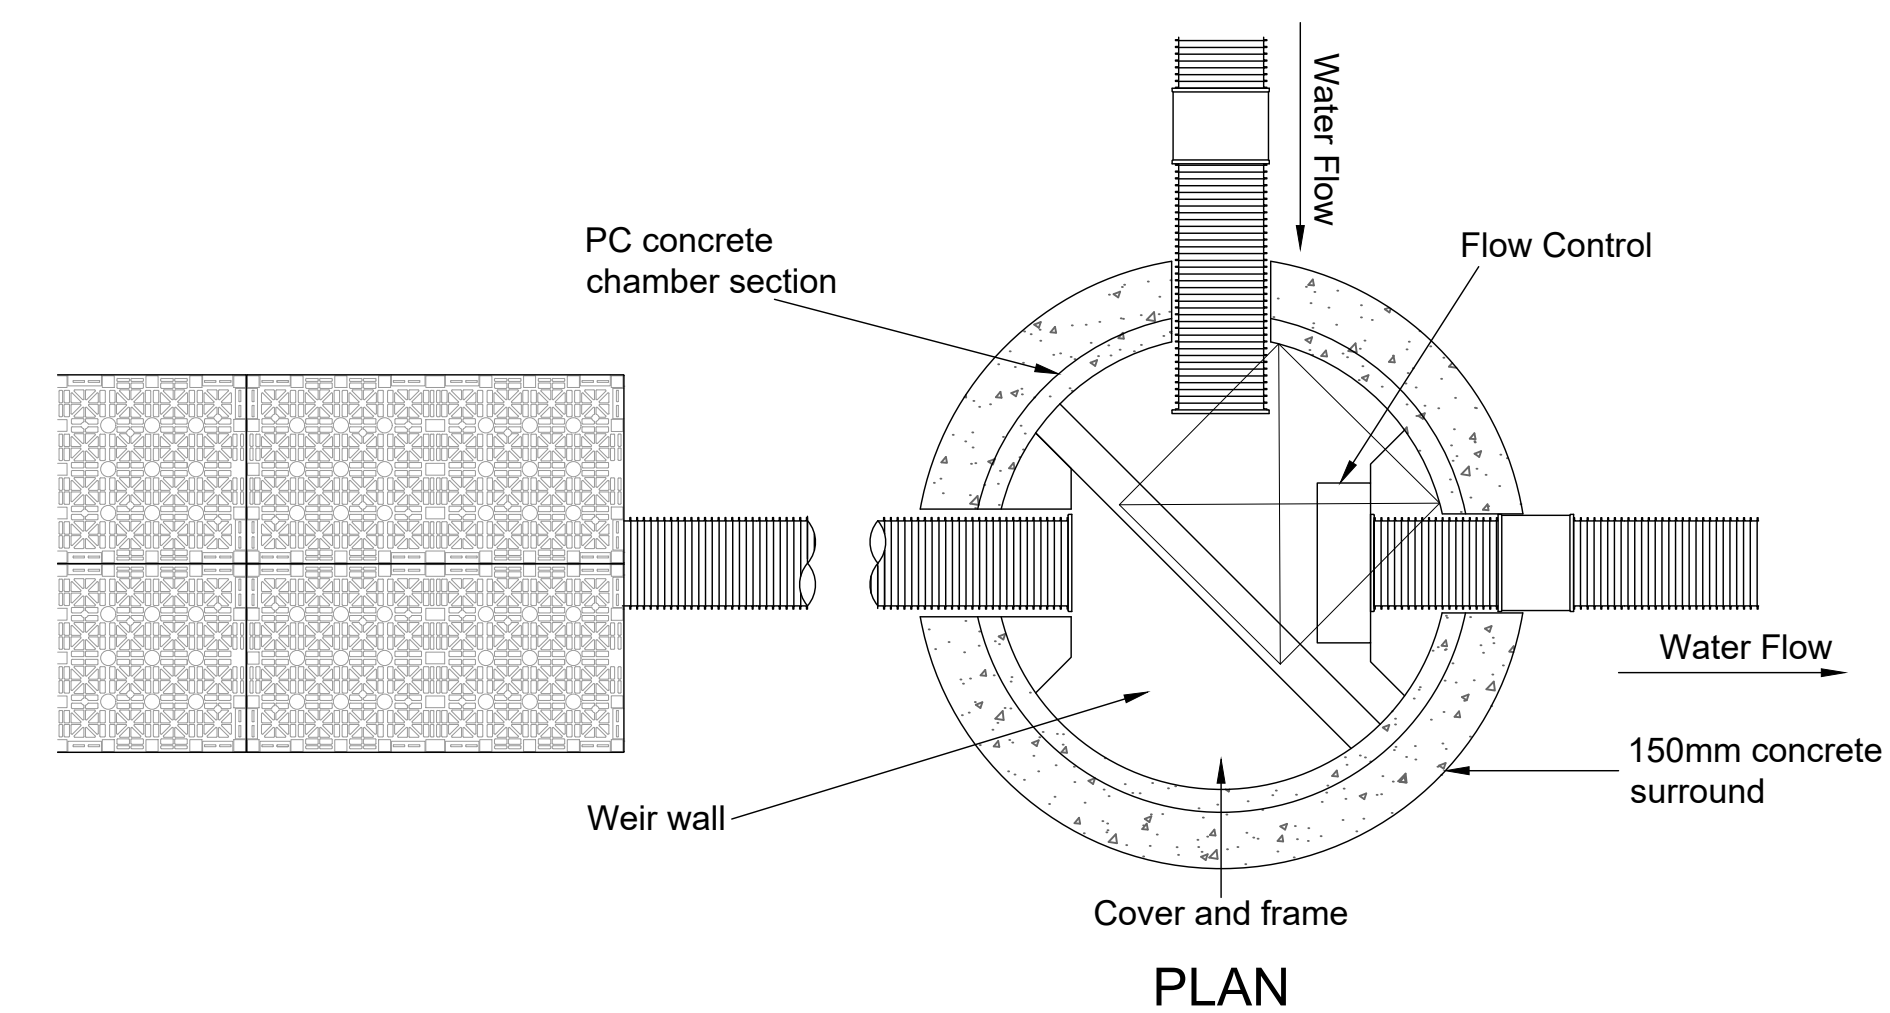 Water Flow
PC concrete
chamber section
Flow Control
Water Flow
150mm concrete
surround
Weir wall
Cover and frame
PLAN